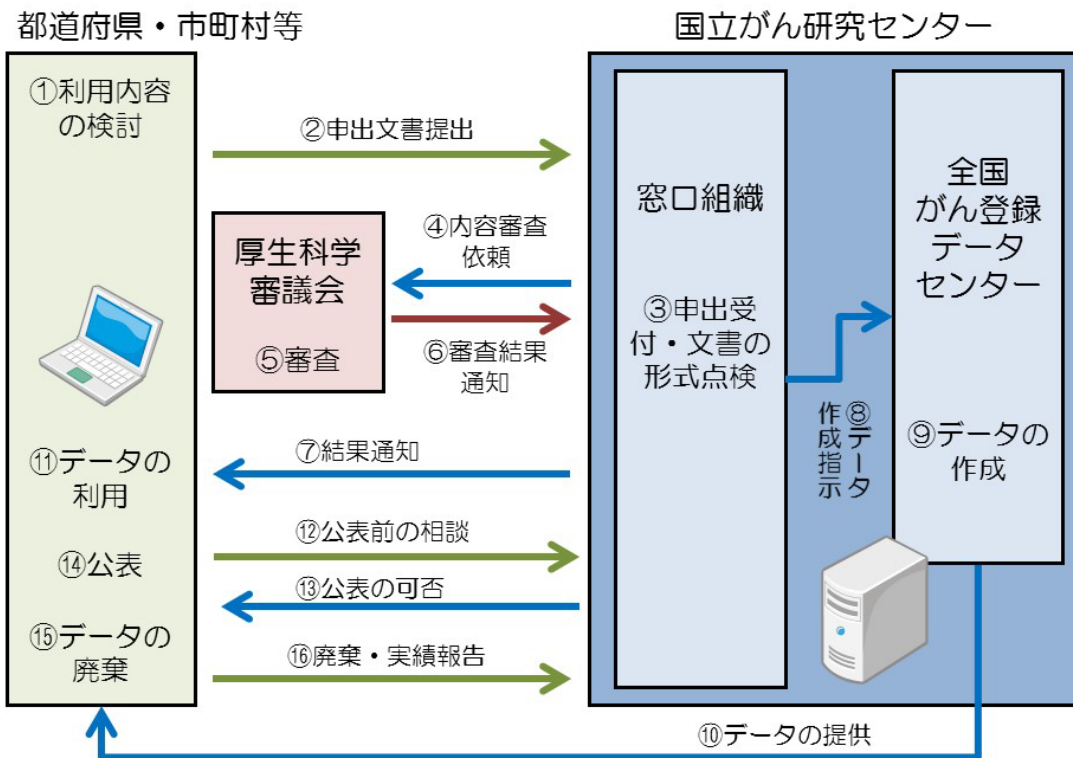 都道府県・市町村等
国立がん研究センター
①利用内容
の検討
②申出文書提出
窓口組織
全国
がん登録
データ
センター
厚生科学
審議会
⑤審査
④内容審査
依頼
⑥審査結果
通知
③申出受
付・文書の
形式点検
⑧データ
作成指示
⑨データの
作成
⑦結果通知
⑪データの
利用
⑫公表前の相談
⑭公表
⑬公表の可否
⑮データの
廃棄
⑯廃棄・実績報告
⑩データの提供